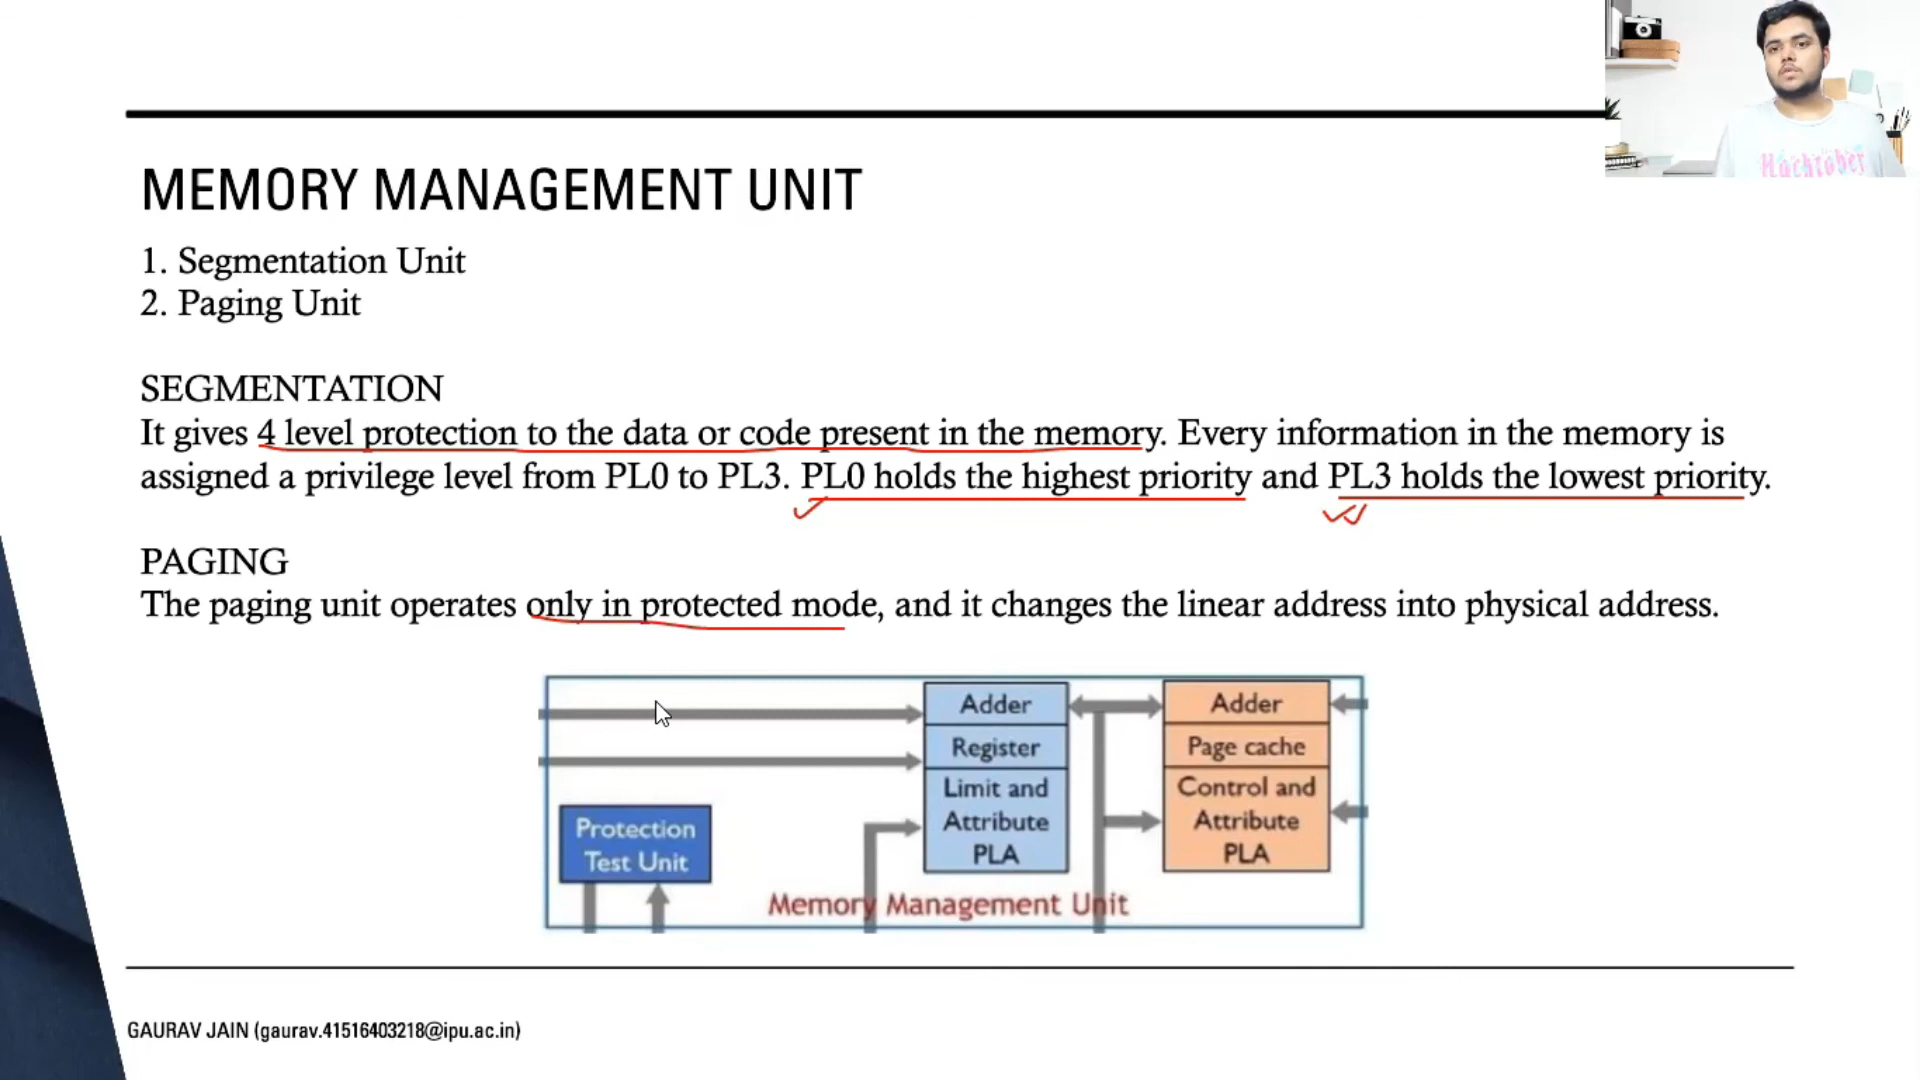 MEMORY MANAGEMENT UNIT
1. Segmentation Unit
2. Paging Unit
SEGMENTATION
It gives 4 level protection to the data or code present in the memory. Every information in the memory is
assigned a privilege level from PL0 to PL3. PL0 holds the highest priority and PL3 holds the lowest priority.
PAGING
The paging unit operates only in protected mode, and it changes the linear address into physical address.
Adder
Register
Limit and
Attribute
PLA
Adder
Page cache
Control and
Attribute
PLA
Protection
Test Unit
Memory Management Unit
GAURAV JAIN (gaurav.41516403218@ipu.ac.in)